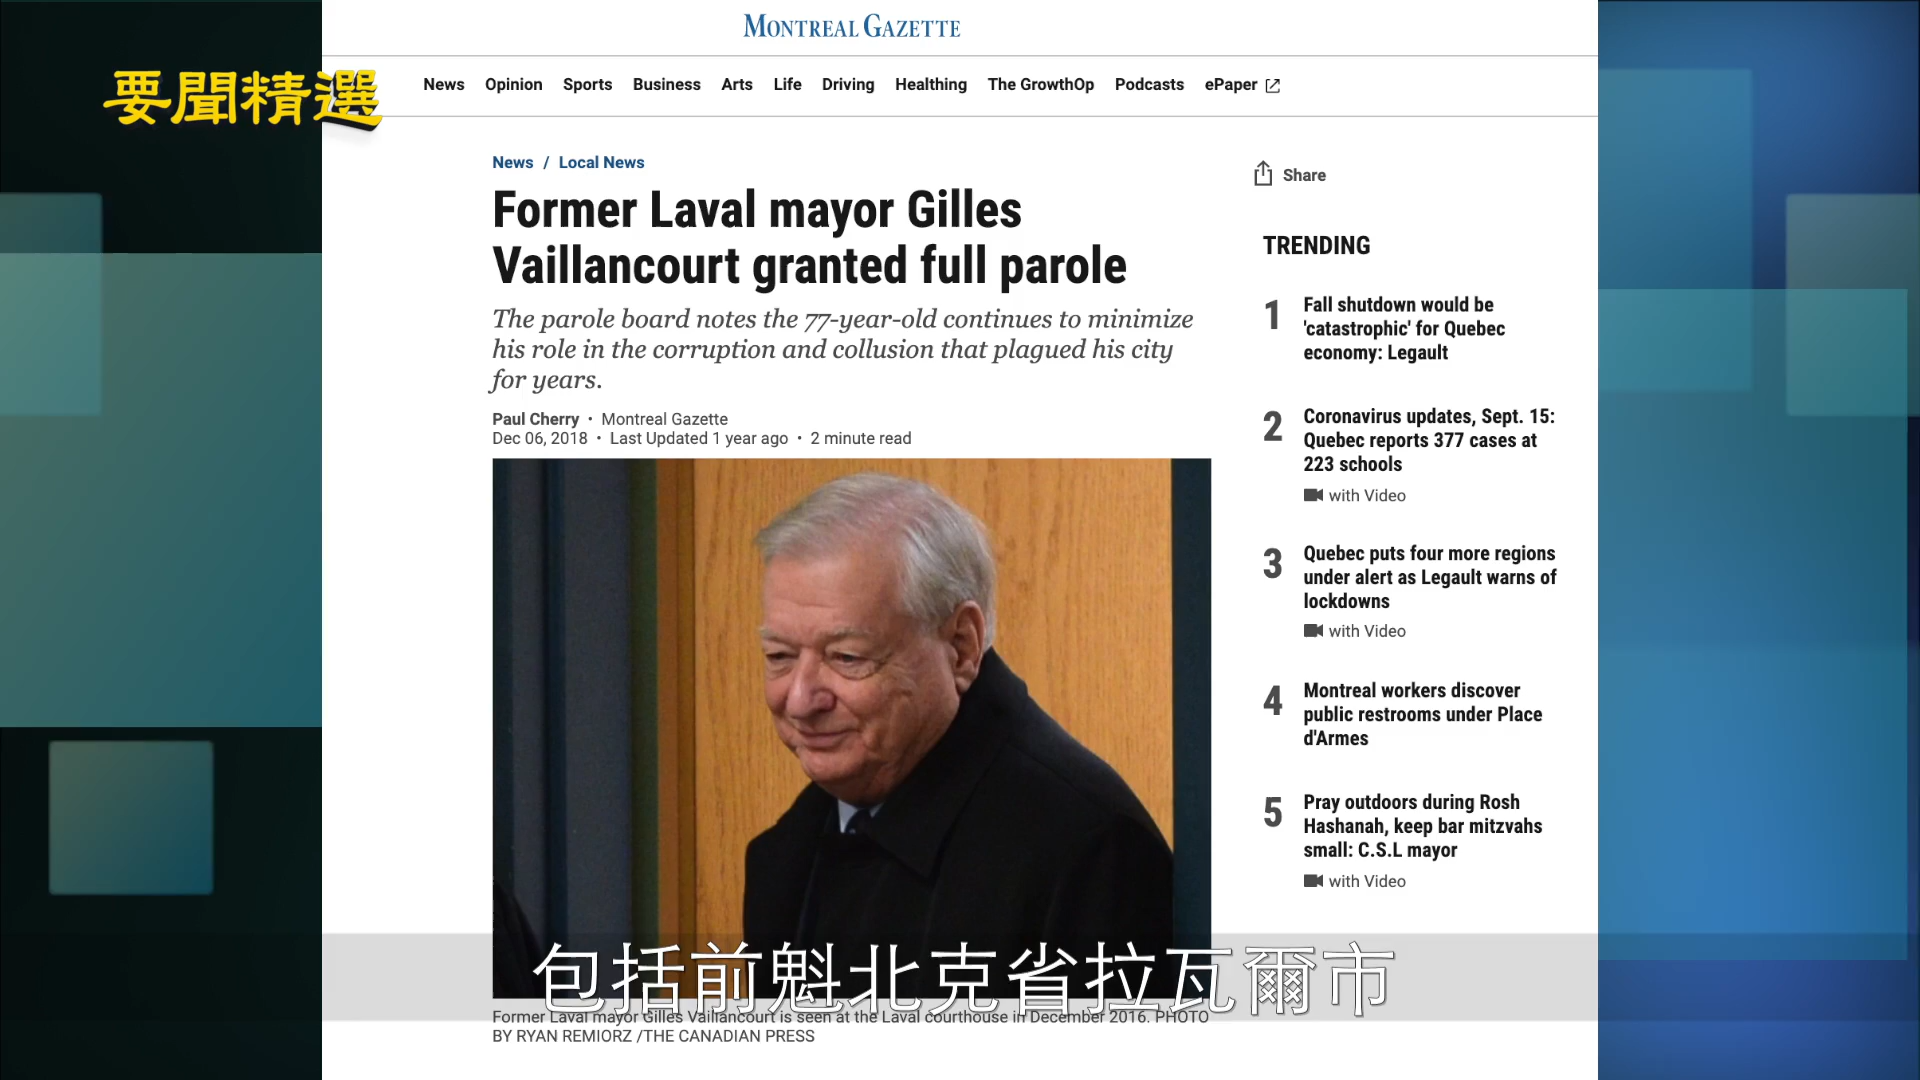 MONTREAL GAZETTE
要聞精選
News Opinion Sports Business Arts Life Driving Healthing The GrowthOp Podcasts ePaper
News / Local News
Former Laval mayor Gilles
Vaillancourt granted full parole
The parole board notes the 77-year-old continues to minimize
his role in the corruption and collusion that plagued his city
for years.
Paul Cherry • Montreal Gazette
Dec 06, 2018 • Last Updated 1 year ago • 2 minute read
Share
TRENDING
1
Fall shutdown would be
'catastrophic' for Quebec
economy: Legault
2
Coronavirus updates, Sept. 15:
Quebec reports 377 cases at
223 schools
with Video
3
Quebec puts four more regions
under alert as Legault warns of
lockdowns
with Video
4
Montreal workers discover
public restrooms under Place
d'Armes
5
Pray outdoors during Rosh
Hashanah, keep bar mitzvahs
small: C.S.L mayor
with Video
包括前魁北克省拉瓦爾市
Former Laval mayor Gilles Vaillancourt is seen at the Laval courthouse in December 2016. PHOTO
BY RYAN REMIORZ /THE CANADIAN PRESS